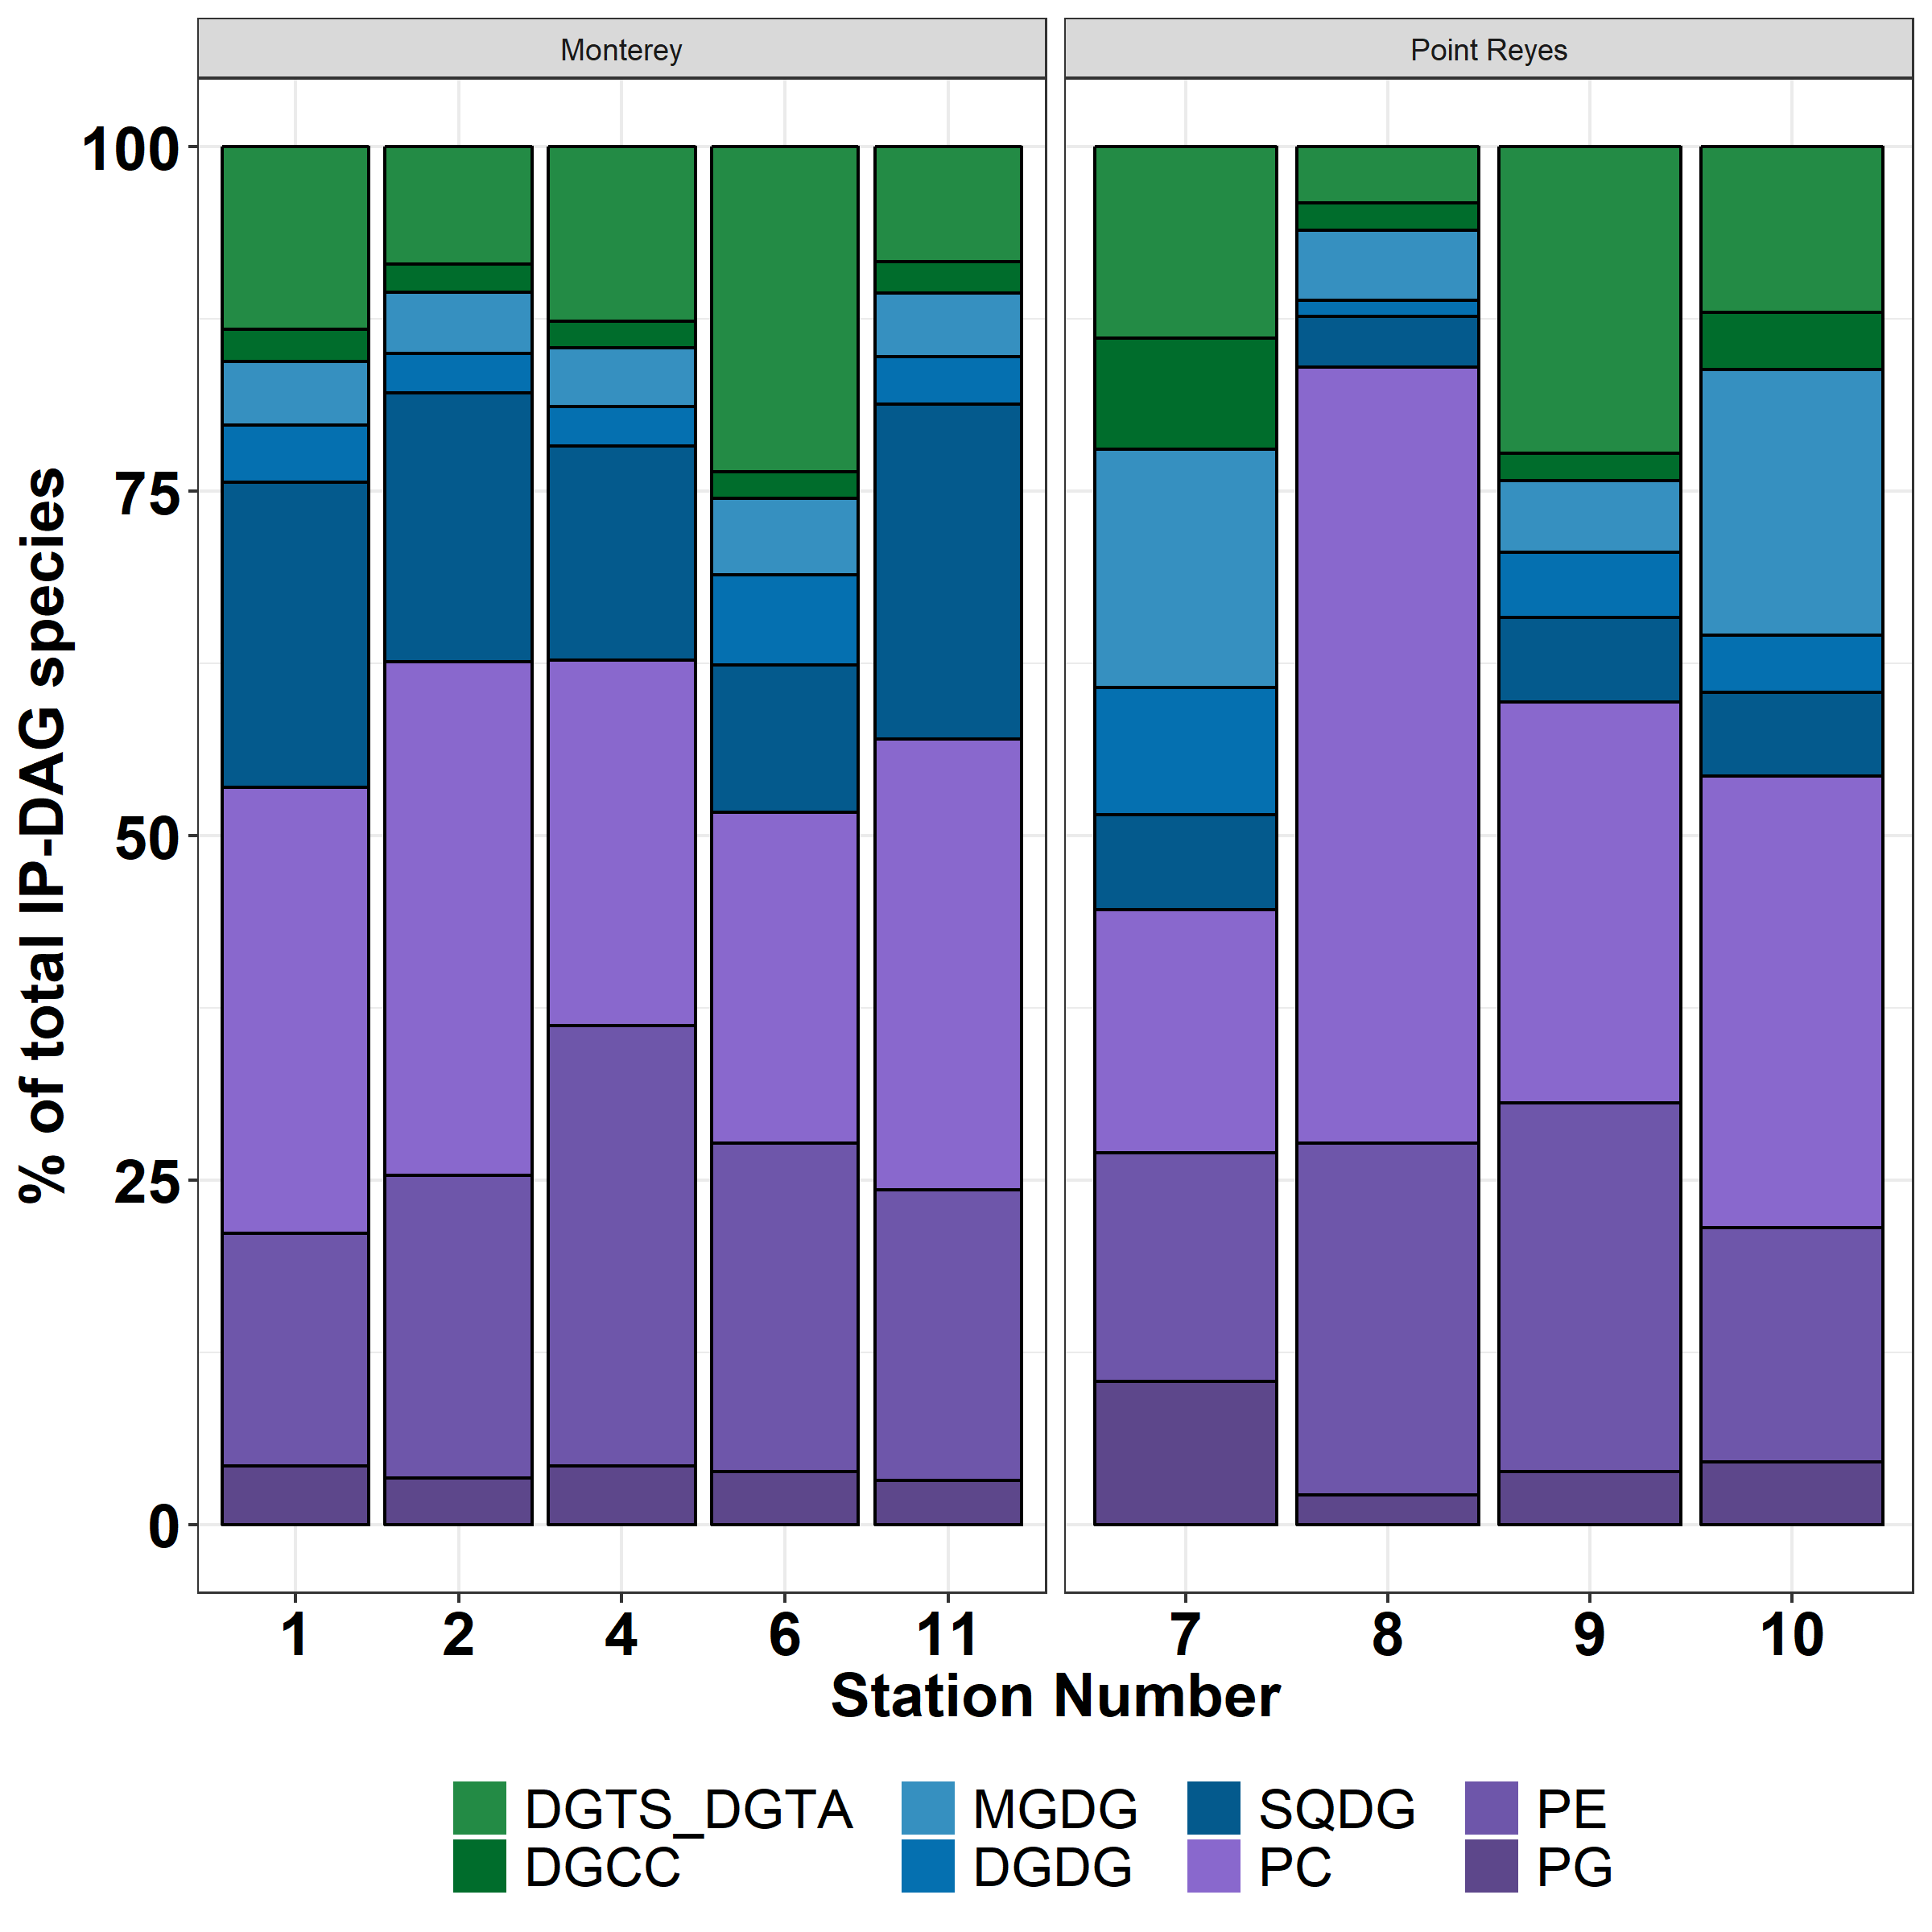 Monterey
Point Reyes
% of total IP-DAG species
100
75
50
25
0
1 2 4 6 11
7 8 9 10
Station Number
DGTS_DGTA MGDG SQDG PE
DGCC DGDG PC PG